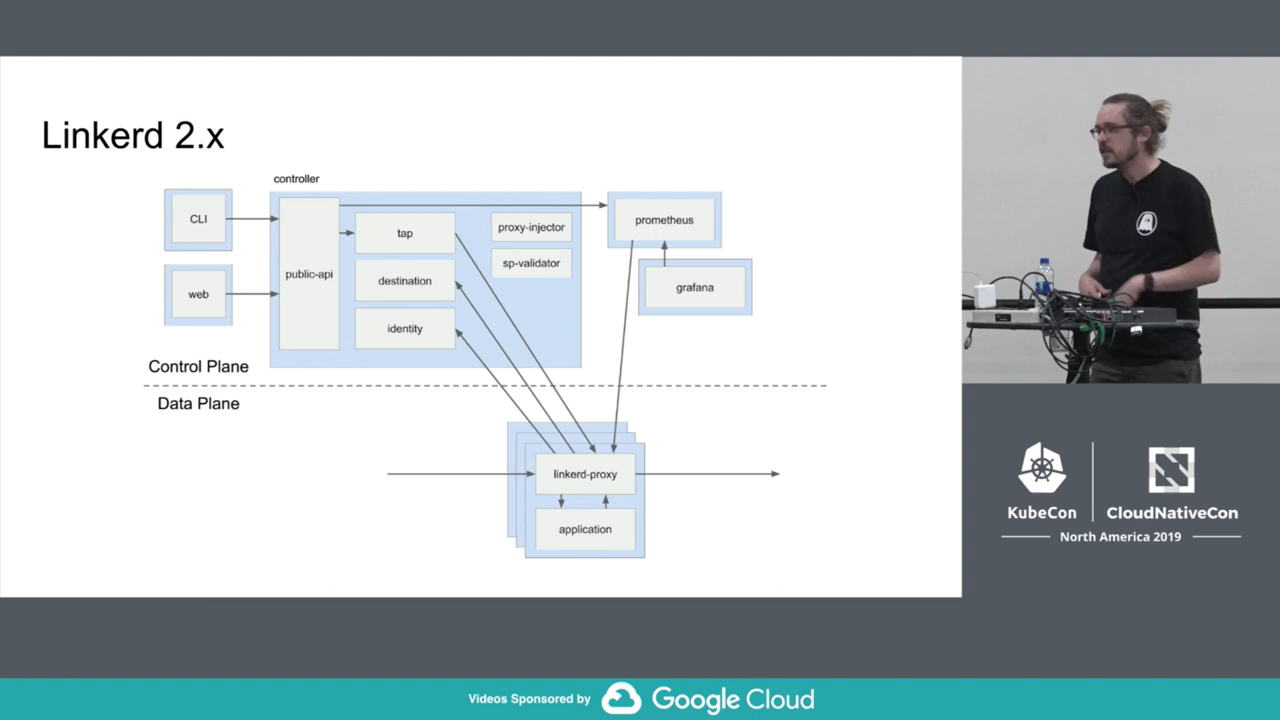 Linkerd 2.x
controller
CLI
web
public-api
tap
destination
identity
proxy-injector
sp-validator
prometheus
grafana
Control Plane
Data Plane
linkerd-proxy
application
KubeCon
CloudNativeCon
North America 2019
Videos Sponsored by
Google Cloud